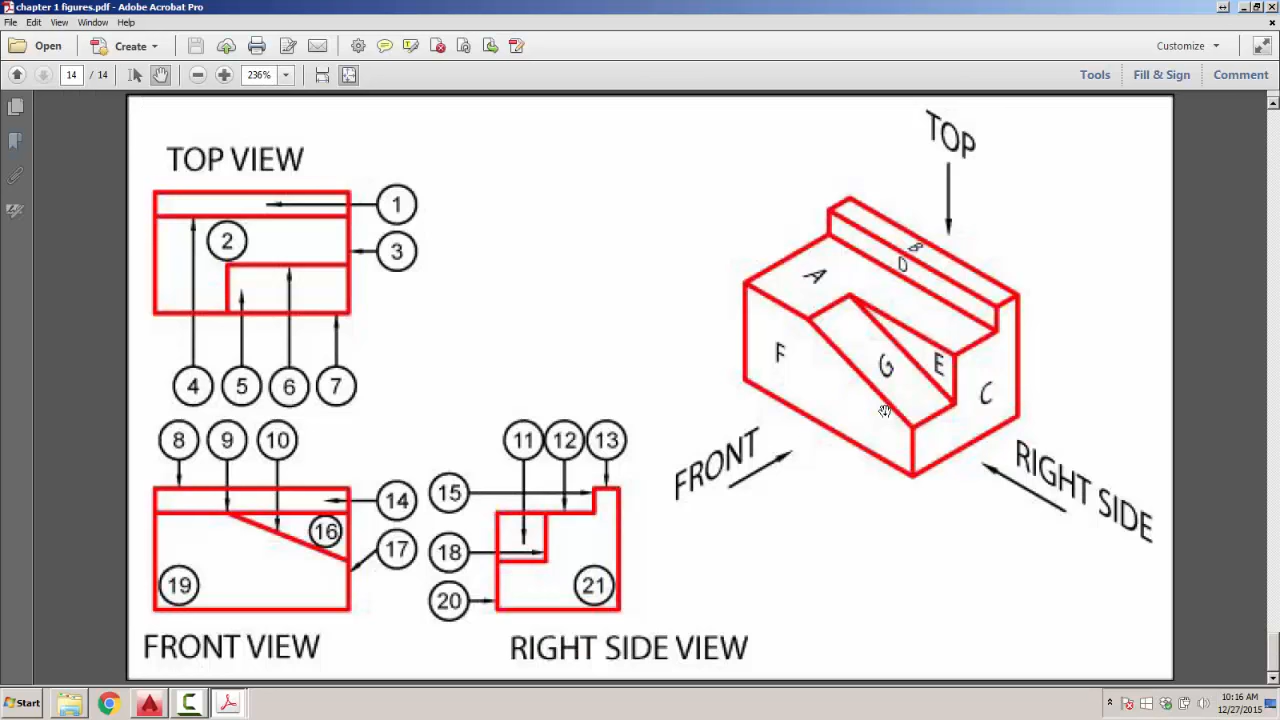 chapter 1 figures.pdf - Adobe Acrobat Pro
File Edit View Window Help
Open Create Customize
14 / 14 236% Tools Fill & Sign Comment
TOP VIEW
1
2
3
4 5 6 7
8 9 10
14
16
17
19
FRONT VIEW
11 12 13
15
18
20
21
RIGHT SIDE VIEW
TOP
B
D
A
F
G
E
C
FRONT
RIGHT SIDE
Start
10:16 AM
12/27/2015